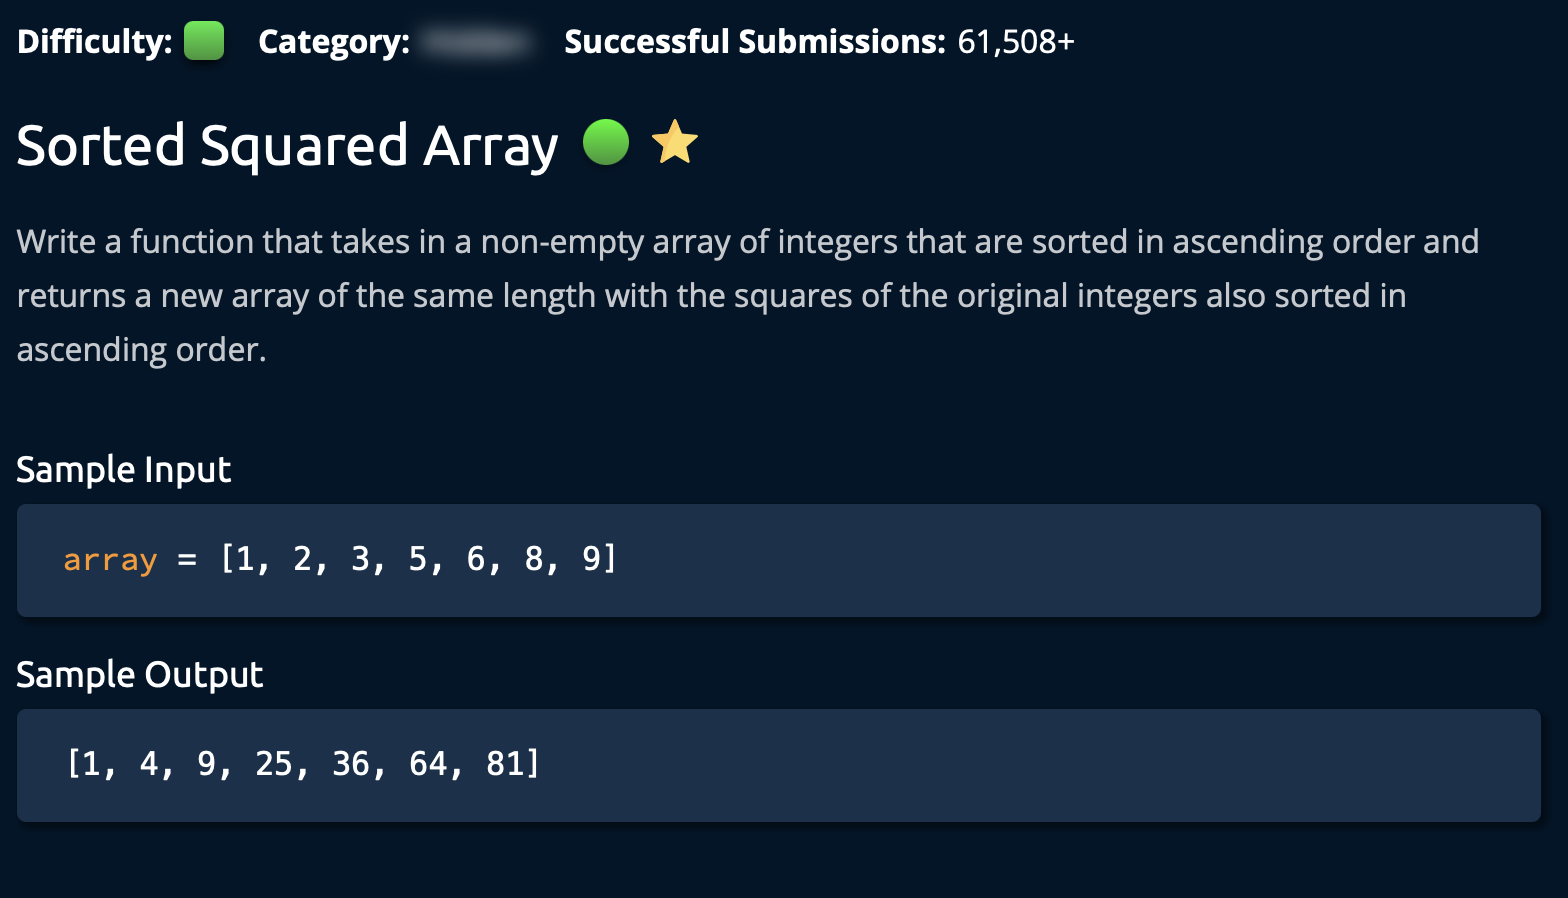 Difficulty: Category: Successful Submissions: 61,508+
Sorted Squared Array
Write a function that takes in a non-empty array of integers that are sorted in ascending order and
returns a new array of the same length with the squares of the original integers also sorted in
ascending order.
Sample Input
array = [1, 2, 3, 5, 6, 8, 9]
Sample Output
[1, 4, 9, 25, 36, 64, 81]